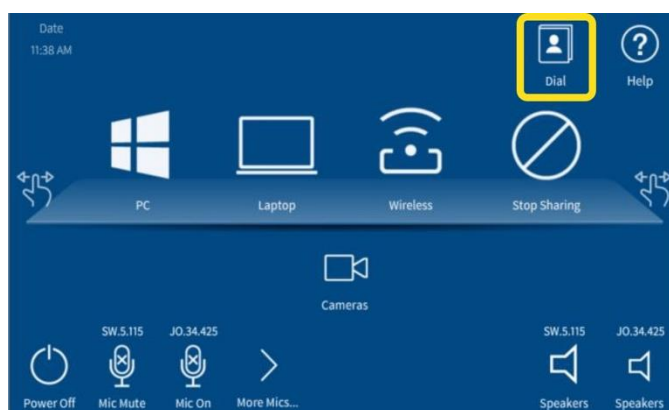 Date
11:38 AM
Dial
Help
PC
Laptop
Wireless
Stop Sharing
Cameras
SW.5.115
JO.34.425
SW.5.115
JO.34.425
Power Off
Mic Mute
Mic On
More Mics...
Speakers
Speakers